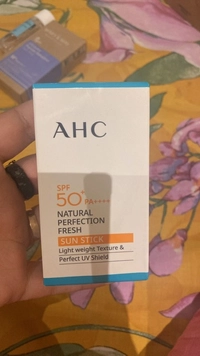 AHC
SPF
50+ PA++++
NATURAL
PERFECTION
FRESH
SUN STICK
Light weight Texture &
Perfect UV Shield